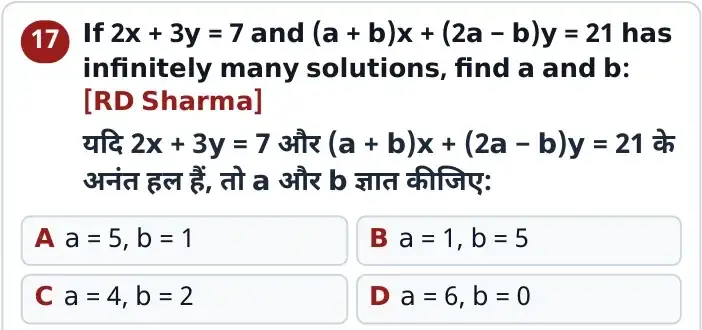 17 If 2x + 3y = 7 and (a + b)x + (2a − b)y = 21 has
infinitely many solutions, find a and b:
[RD Sharma]
यदि 2x + 3y = 7 और (a + b)x + (2a − b)y = 21 के
अनंत हल हैं, तो a और b ज्ञात कीजिए:
A a = 5, b = 1
B a = 1, b = 5
C a = 4, b = 2
D a = 6, b = 0